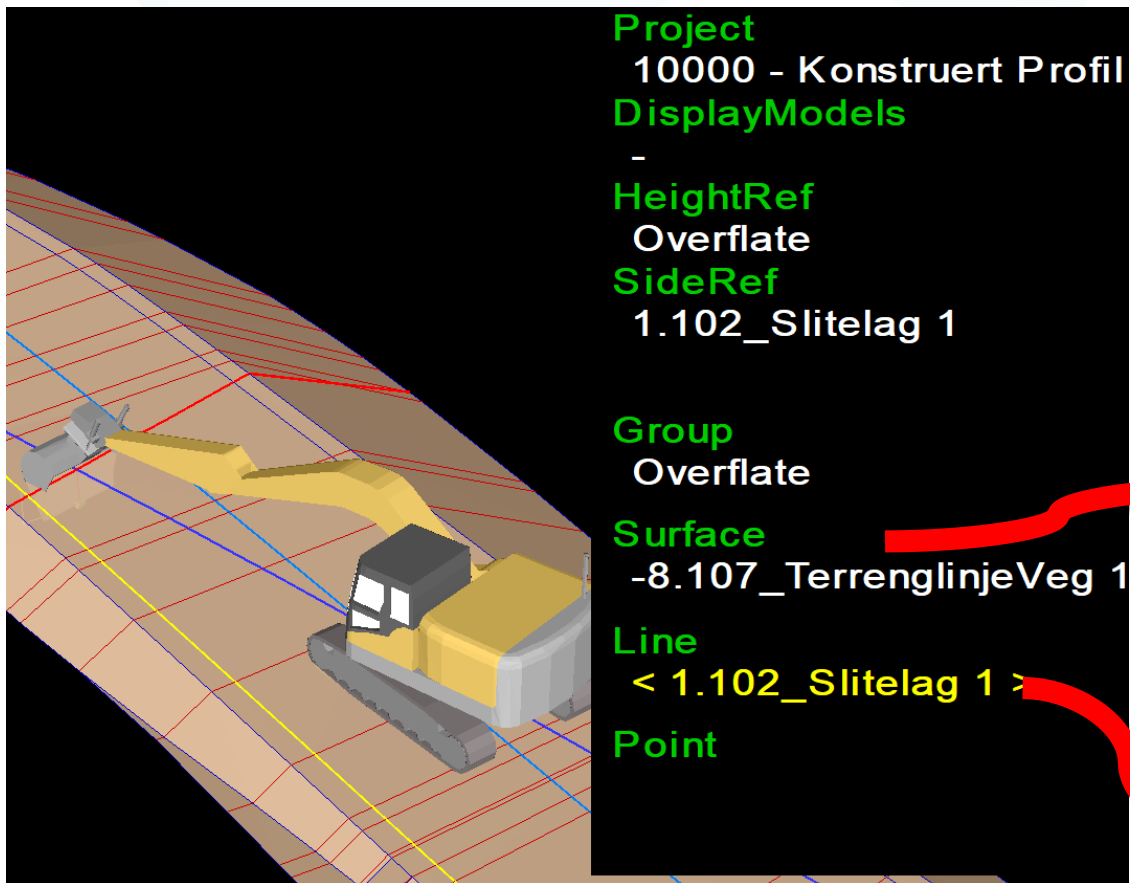 Project
10000 - Konstruert Profil
DisplayModels
-
HeightRef
Overflate
SideRef
1.102_Slitelag 1
Group
Overflate
Surface
-8.107_TerrenglinjeVeg 1
Line
< 1.102_Slitelag 1 >
Point